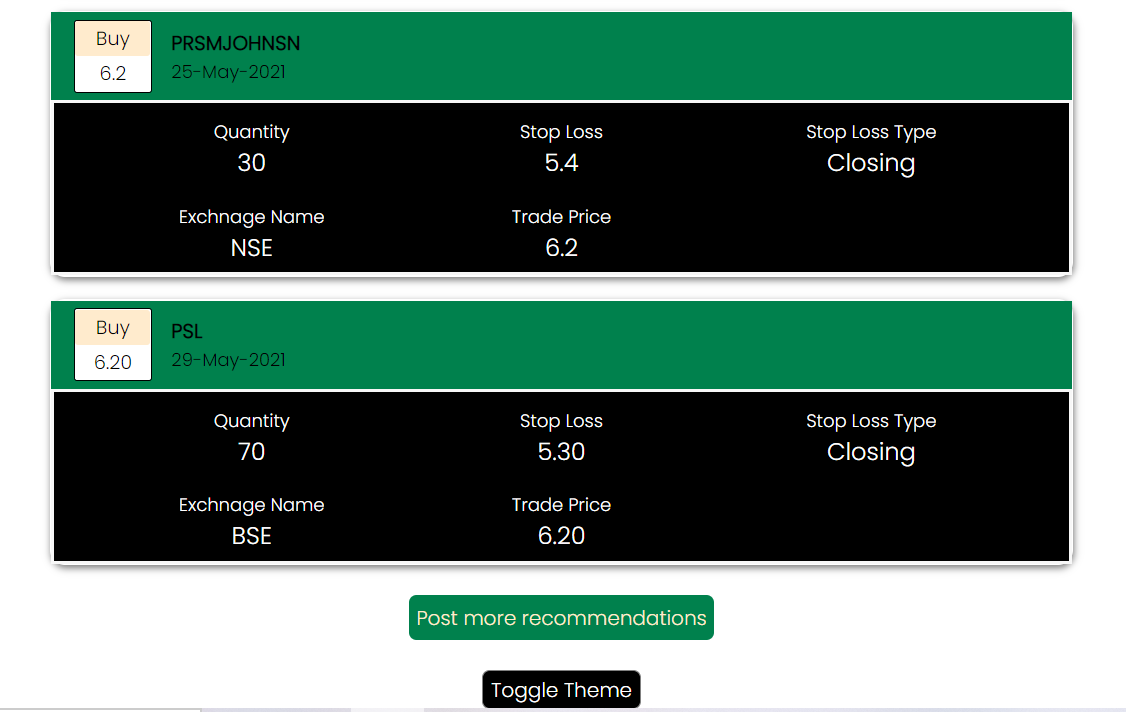 Buy
PRSMJOHNSN
6.2
25-May-2021
Quantity Stop Loss Stop Loss Type
30 5.4 Closing
Exchnage Name Trade Price
NSE 6.2
Buy
PSL
6.20
29-May-2021
Quantity Stop Loss Stop Loss Type
70 5.30 Closing
Exchnage Name Trade Price
BSE 6.20
Post more recommendations
Toggle Theme